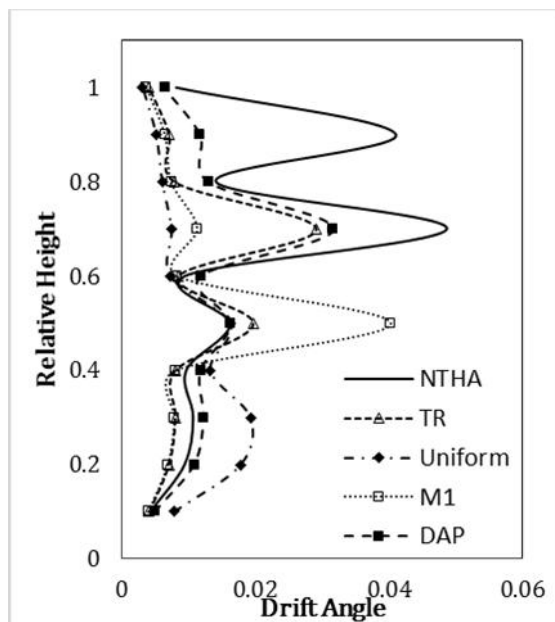 1
0.8
Relative Height
0.6
0.4
NTHA
TR
0.2
Uniform
M1
DAP
0
0
0.02
0.04
0.06
Drift Angle